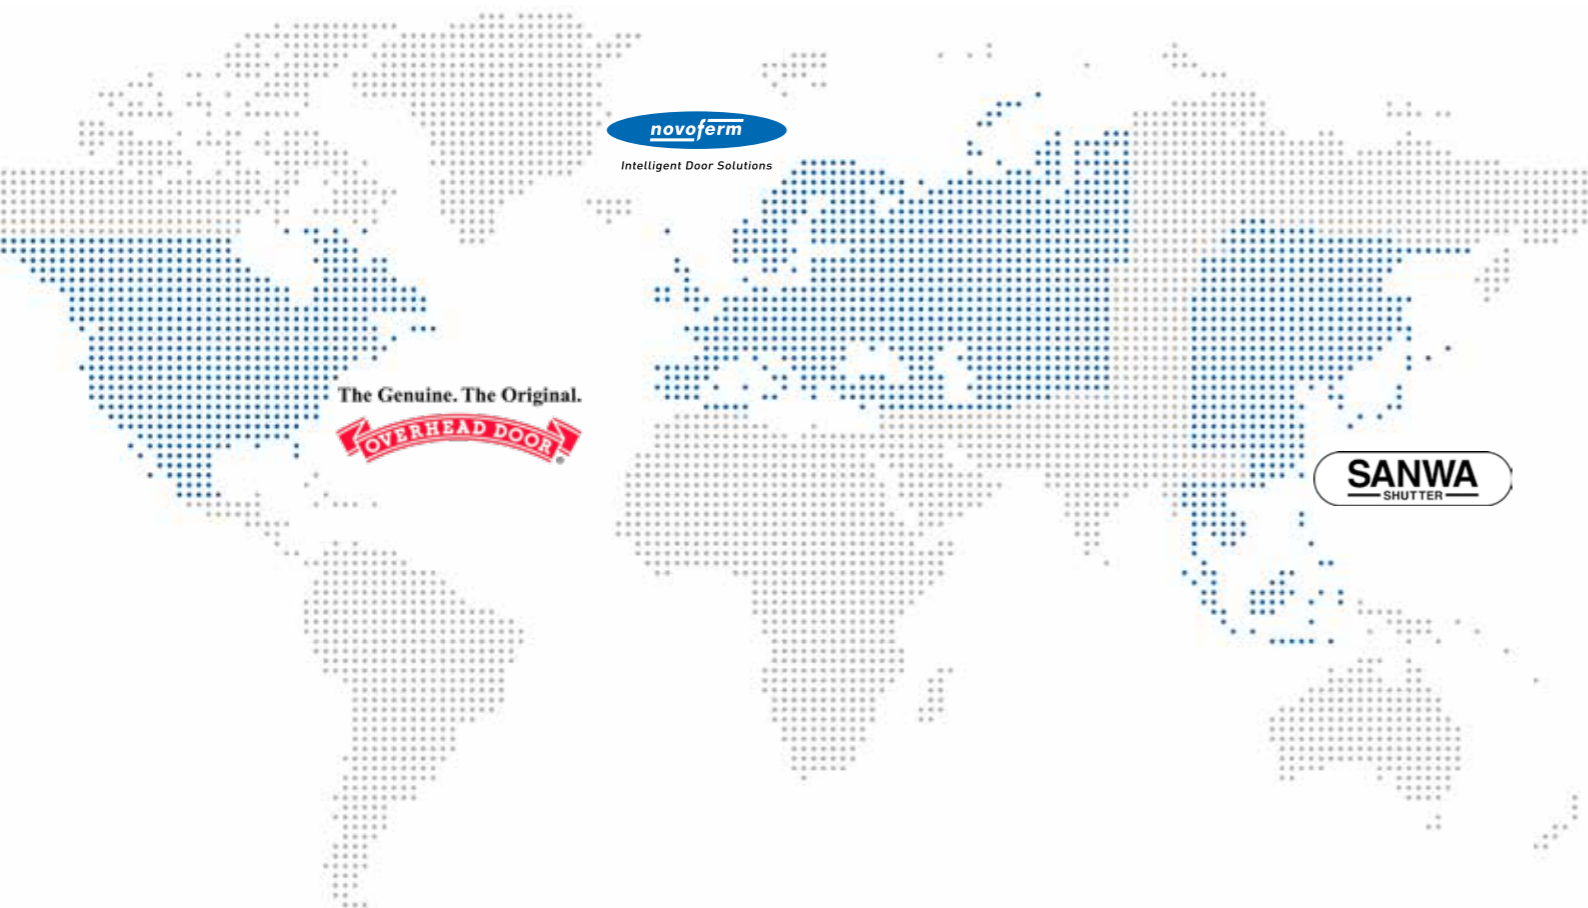 novoferm
Intelligent Door Solutions
The Genuine. The Original.
OVERHEAD DOOR®
SANWA
SHUTTER